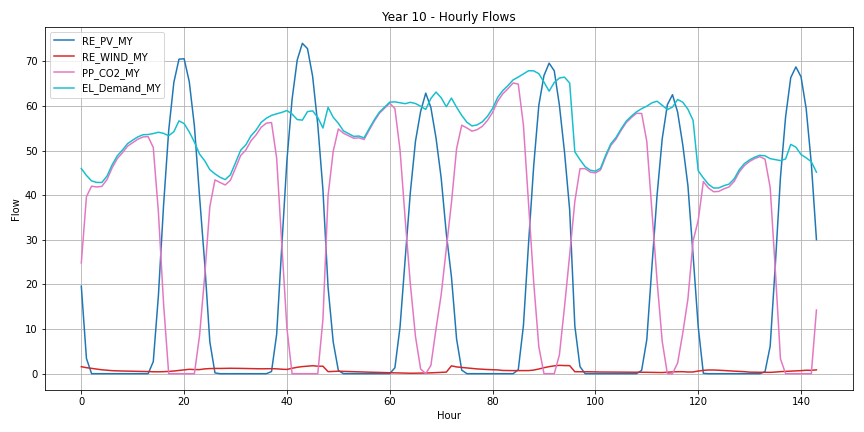 Year 10 - Hourly Flows
RE_PV_MY
RE_WIND_MY
PP_CO2_MY
EL_Demand_MY
Flow
70
60
50
40
30
20
10
0
0 20 40 60 80 100 120 140
Hour